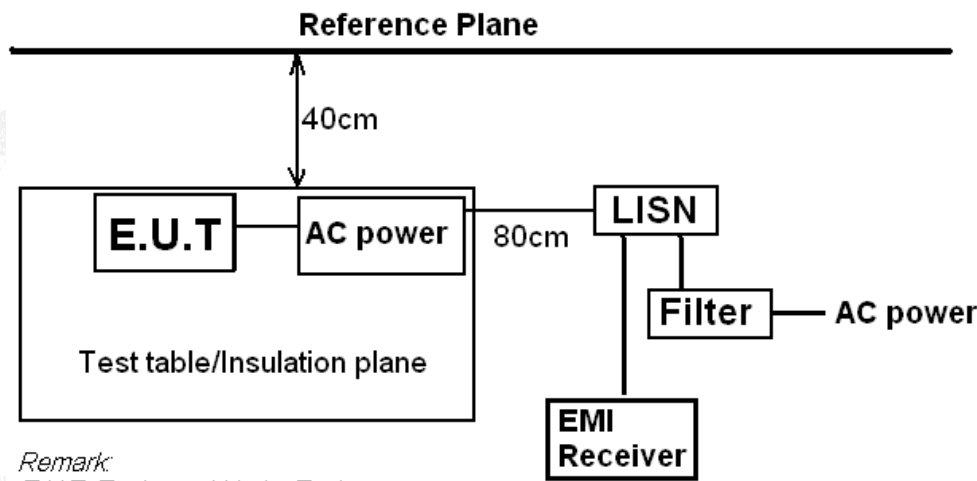 Reference Plane
40cm
E.U.T
AC power
80cm
LISN
Filter
AC power
Test table/Insulation plane
EMI
Receiver
Remark: